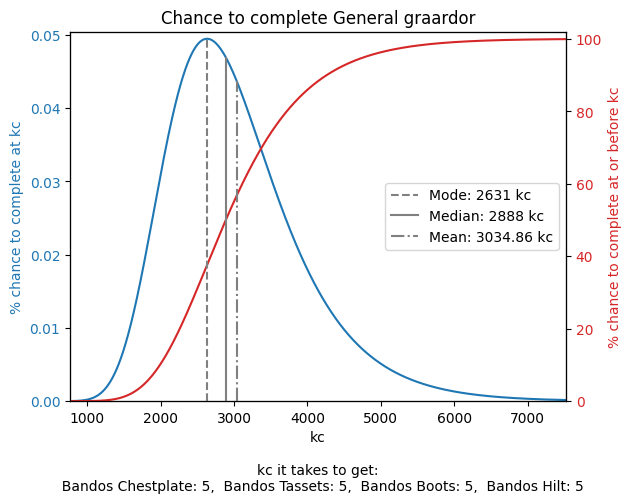 Chance to complete General graardor
% chance to complete at kc
0.05
0.04
0.03
0.02
0.01
0.00
100
80
60
40
20
0
% chance to complete at or before kc
Mode: 2631 kc
Median: 2888 kc
Mean: 3034.86 kc
1000 2000 3000 4000 5000 6000 7000
kc
kc it takes to get:
Bandos Chestplate: 5,  Bandos Tassets: 5,  Bandos Boots: 5,  Bandos Hilt: 5